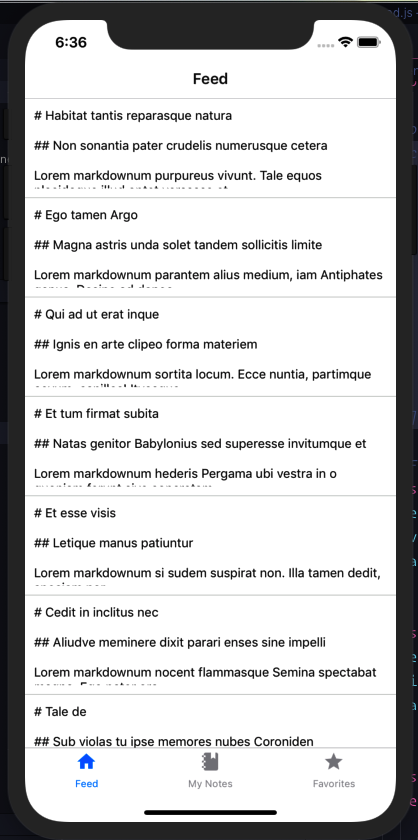 6:36
Feed
# Habitat tantis reparasque natura
## Non sonantia pater crudelis numerusque cetera
Lorem markdownum purpureus vivunt. Tale equos
# Ego tamen Argo
## Magna astris unda solet tandem sollicitis limite
Lorem markdownum parantem alius medium, iam Antiphates
# Qui ad ut erat inque
## Ignis en arte clipeo forma materiem
Lorem markdownum sortita locum. Ecce nuntia, partimque
# Et tum firmat subita
## Natas genitor Babylonius sed superesse invitumque et
Lorem markdownum hederis Pergama ubi vestra in o
# Et esse visis
## Letique manus patiuntur
Lorem markdownum si sudem suspirat non. Illa tamen dedit,
# Cedit in inclitus nec
## Aliudve meminere dixit parari enses sine impelli
Lorem markdownum nocent flammasque Semina spectabat
# Tale de
## Sub violas tu ipse memores nubes Coroniden
Feed
My Notes
Favorites